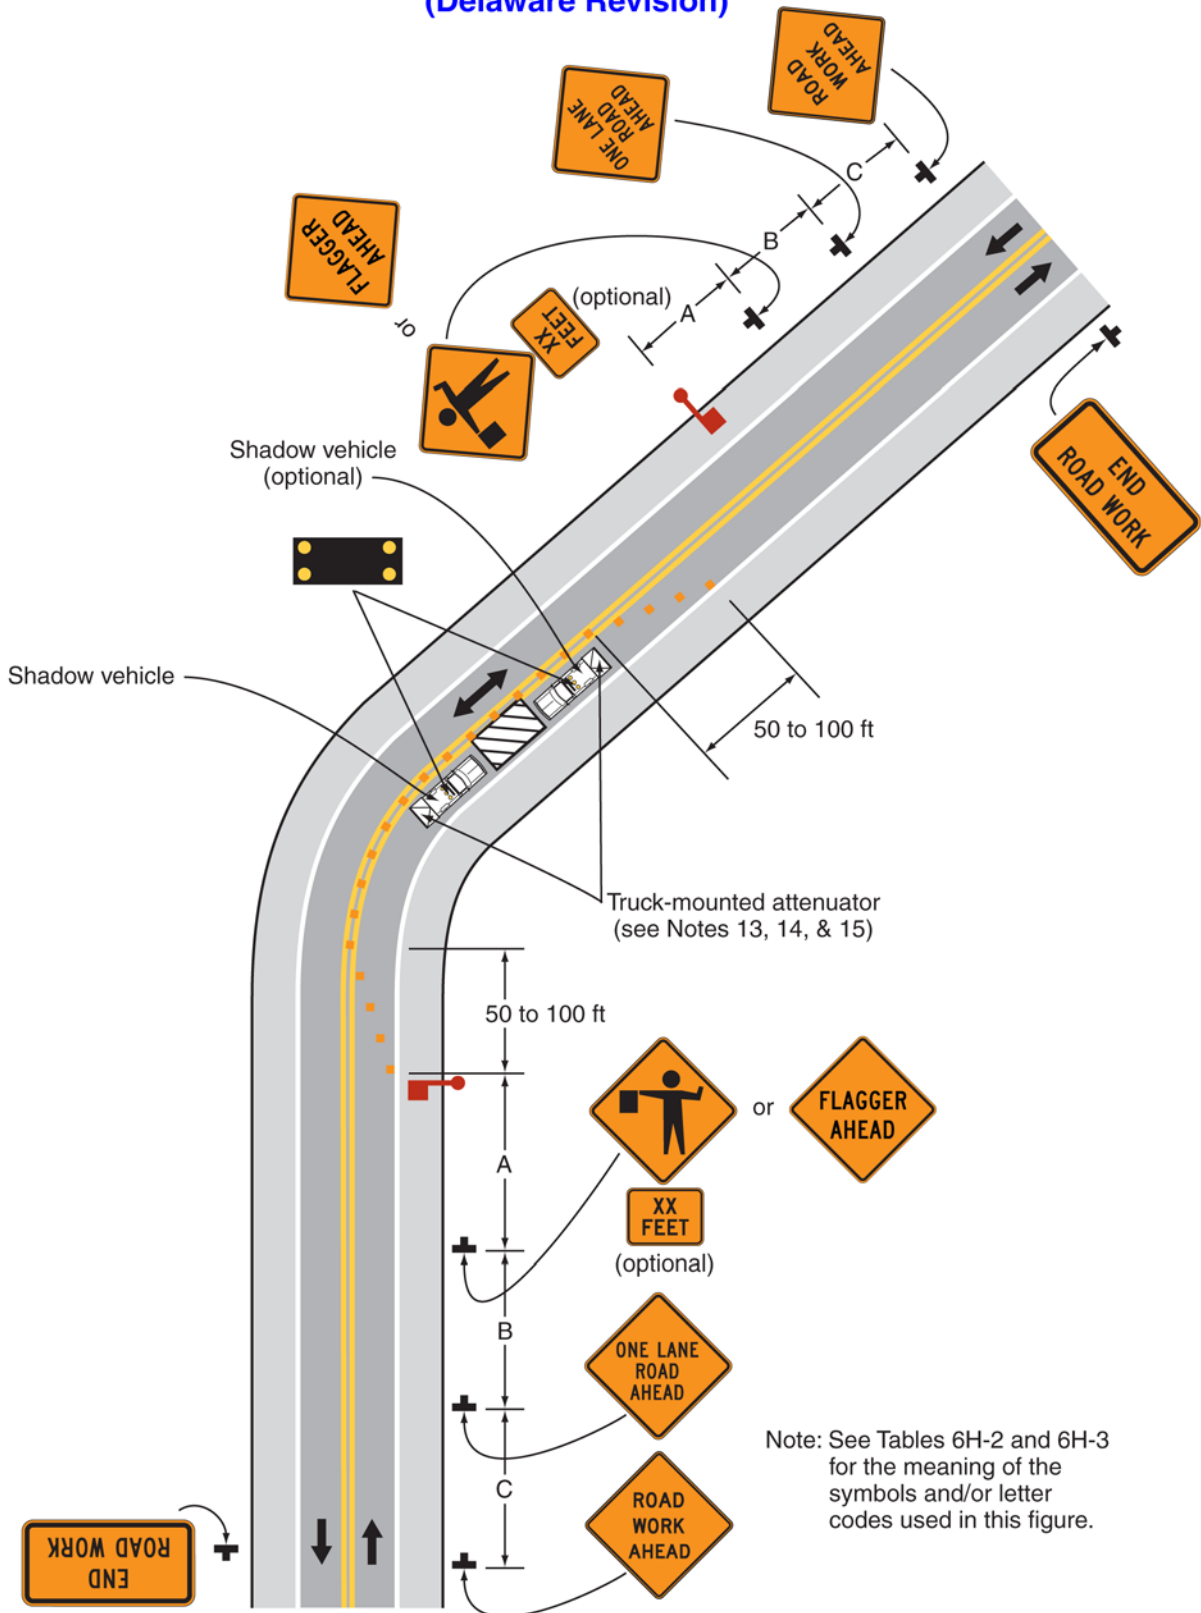 (Delaware Revision)
ROAD
WORK
AHEAD
ONE LANE
ROAD
AHEAD
C
B
A
FLAGGER
AHEAD
or
XX
FEET
(optional)
END
ROAD WORK
Shadow vehicle
(optional)
Shadow vehicle
50 to 100 ft
Truck-mounted attenuator
(see Notes 13, 14, & 15)
50 to 100 ft
A
or
FLAGGER
AHEAD
XX
FEET
(optional)
B
ONE LANE
ROAD
AHEAD
C
ROAD
WORK
AHEAD
Note: See Tables 6H-2 and 6H-3
for the meaning of the
symbols and/or letter
codes used in this figure.
END
ROAD WORK